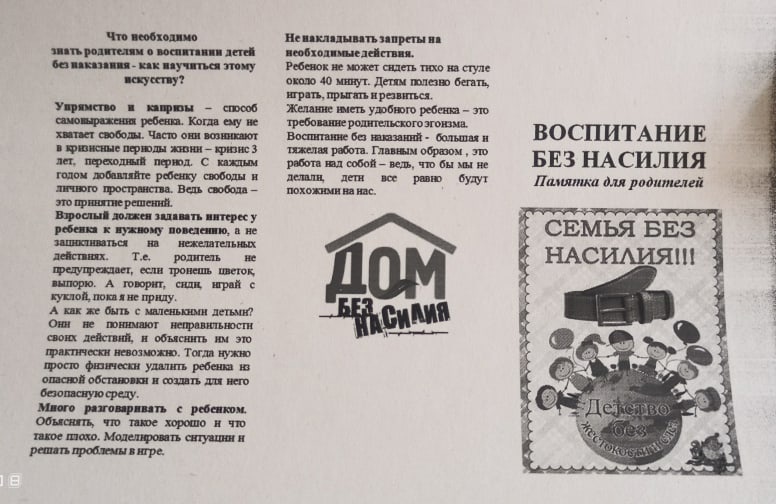 Что необходимо
знать родителям о воспитании детей
без наказания - как научиться этому
искусству?
Упрямство и капризы – способ
самовыражения ребенка. Когда ему не
хватает свободы. Часто они возникают
в кризисные периоды жизни – кризис 3
лет, переходный период. С каждым
годом добавляйте ребенку свободы и
личного пространства. Ведь свобода –
это принятие решений.
Взрослый должен задавать интерес у
ребенка к нужному поведению, а не
зацикливаться на нежелательных
действиях. Т.е. родитель не
предупреждает, если тронешь цветок,
выпорю. А говорит, сиди, играй с
куклой, пока я не приду.
А как же быть с маленькими детьми?
Они не понимают неправильности
своих действий, и объяснить им это
практически невозможно. Тогда нужно
просто физически удалить ребенка из
опасной обстановки и создать для него
безопасную среду.
Много разговаривать с ребенком.
Объяснять, что такое хорошо и что
такое плохо. Моделировать ситуации и
решать проблемы в игре.
Не накладывать запреты на
необходимые действия.
Ребенок не может сидеть тихо на стуле
около 40 минут. Детям полезно бегать,
играть, прыгать и резвиться.
Желание иметь удобного ребенка – это
требование родительского эгоизма.
Воспитание без наказаний - большая и
тяжелая работа. Главным образом , это
работа над собой – ведь, что бы мы не
делали, дети все равно будут
похожими на нас.
ДОМ
БЕЗ
НАСИЛИЯ
ВОСПИТАНИЕ
БЕЗ НАСИЛИЯ
Памятка для родителей
СЕМЬЯ БЕЗ
НАСИЛИЯ!!!
Детство
без
жестокости и слез